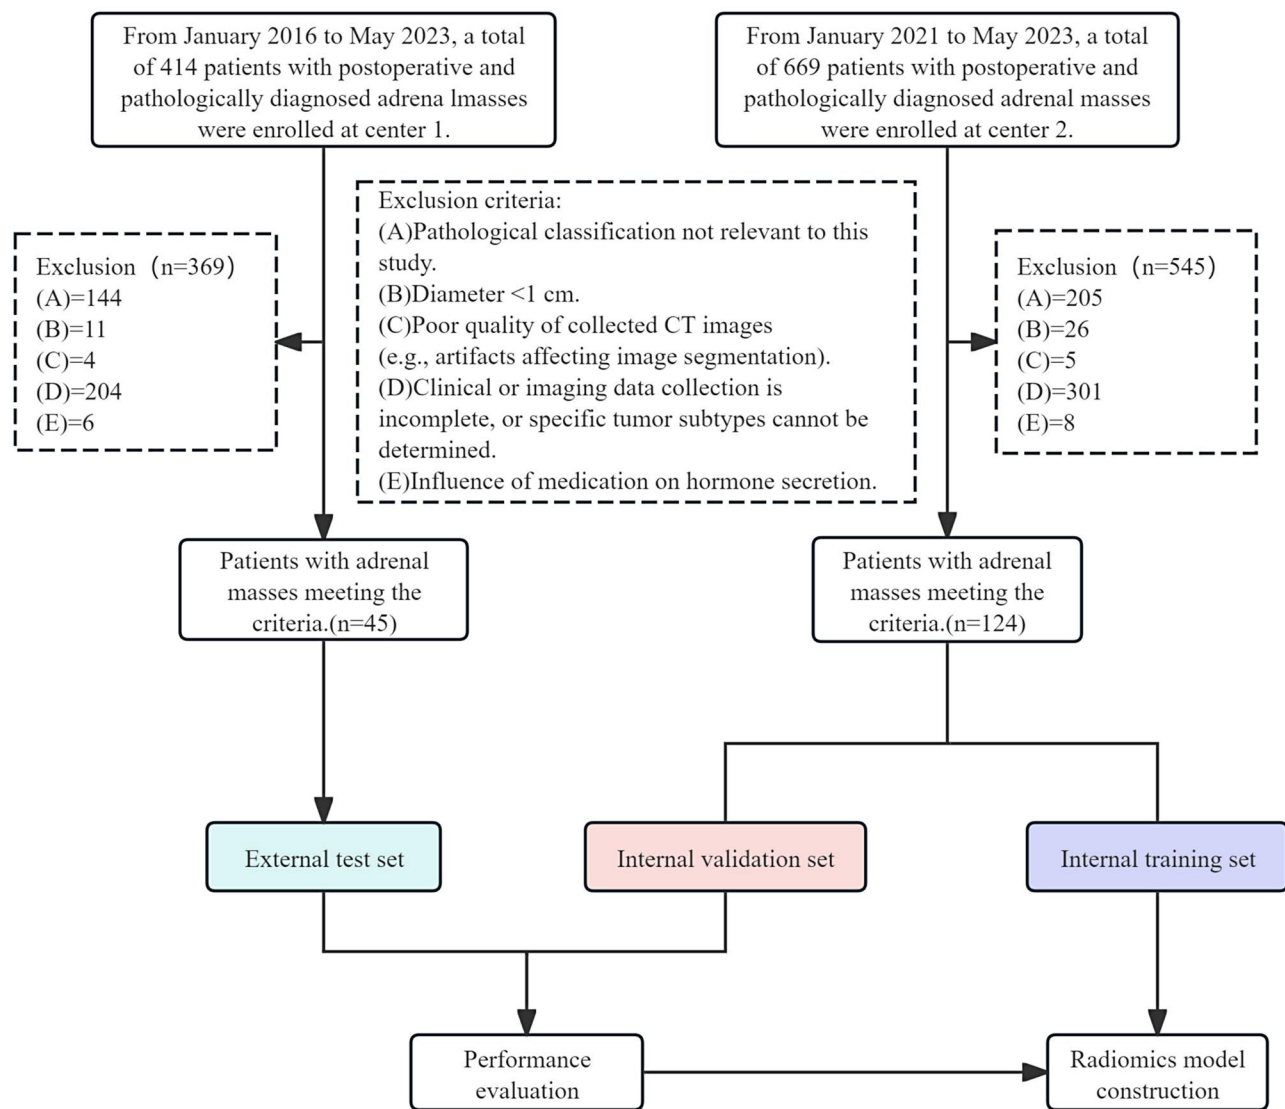 From January 2016 to May 2023, a total
of 414 patients with postoperative and
pathologically diagnosed adrena lmasses
were enrolled at center 1.
From January 2021 to May 2023, a total
of 669 patients with postoperative and
pathologically diagnosed adrenal masses
were enrolled at center 2.
Exclusion (n=369)
(A)=144
(B)=11
(C)=4
(D)=204
(E)=6
Exclusion criteria:
(A)Pathological classification not relevant to this
study.
(B)Diameter <1 cm.
(C)Poor quality of collected CT images
(e.g., artifacts affecting image segmentation).
(D)Clinical or imaging data collection is
incomplete, or specific tumor subtypes cannot be
determined.
(E)Influence of medication on hormone secretion.
Exclusion (n=545)
(A)=205
(B)=26
(C)=5
(D)=301
(E)=8
Patients with adrenal
masses meeting the
criteria.(n=45)
Patients with adrenal
masses meeting the
criteria.(n=124)
External test set
Internal validation set
Internal training set
Performance
evaluation
Radiomics model
construction